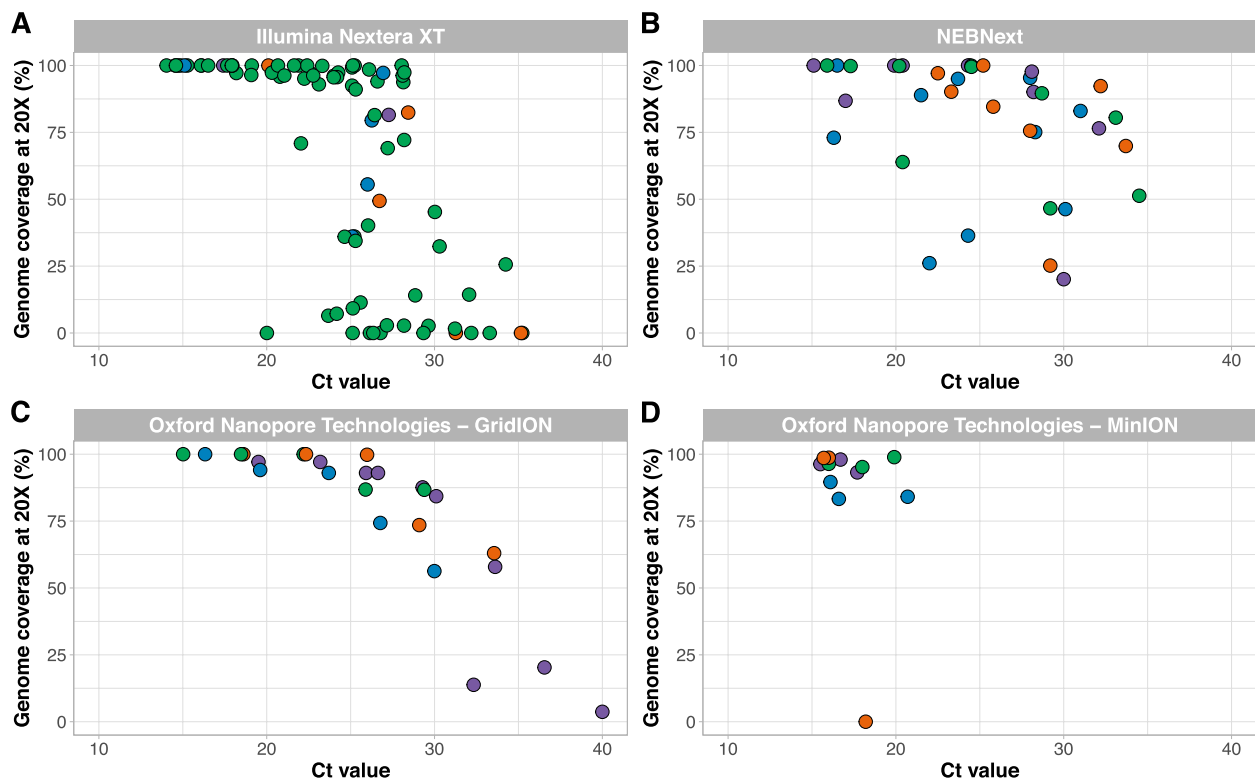 A
Illumina Nextera XT
Genome coverage at 20X (%)
100
75
50
25
0
10 20 30 40
Ct value
B
NEBNext
Genome coverage at 20X (%)
100
75
50
25
0
10 20 30 40
Ct value
C
Oxford Nanopore Technologies – GridION
Genome coverage at 20X (%)
100
75
50
25
0
10 20 30 40
Ct value
D
Oxford Nanopore Technologies – MinION
Genome coverage at 20X (%)
100
75
50
25
0
10 20 30 40
Ct value